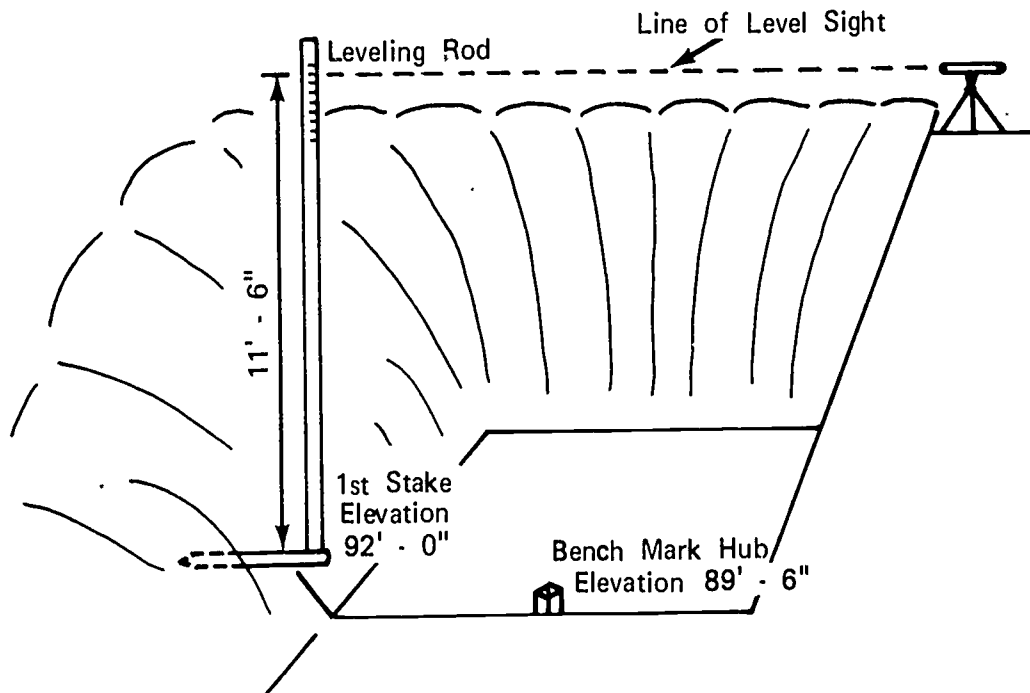 Line of Level Sight
Leveling Rod
11' - 6"
1st Stake
Elevation
92' - 0"
Bench Mark Hub
Elevation 89' - 6"